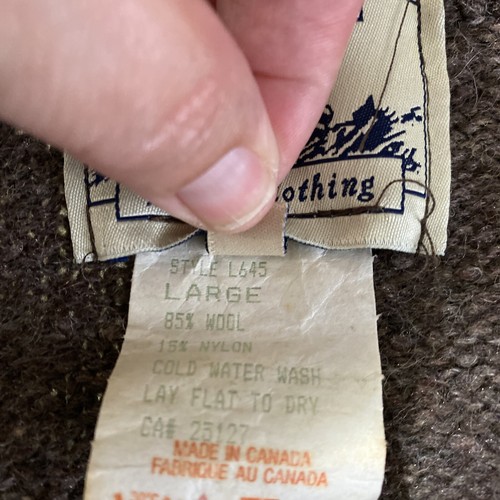 lothing
STYLE L645
LARGE
85% WOOL
15% NYLON
COLD WATER WASH
LAY FLAT TO DRY
CA# 25127
MADE IN CANADA
FABRIQUE AU CANADA